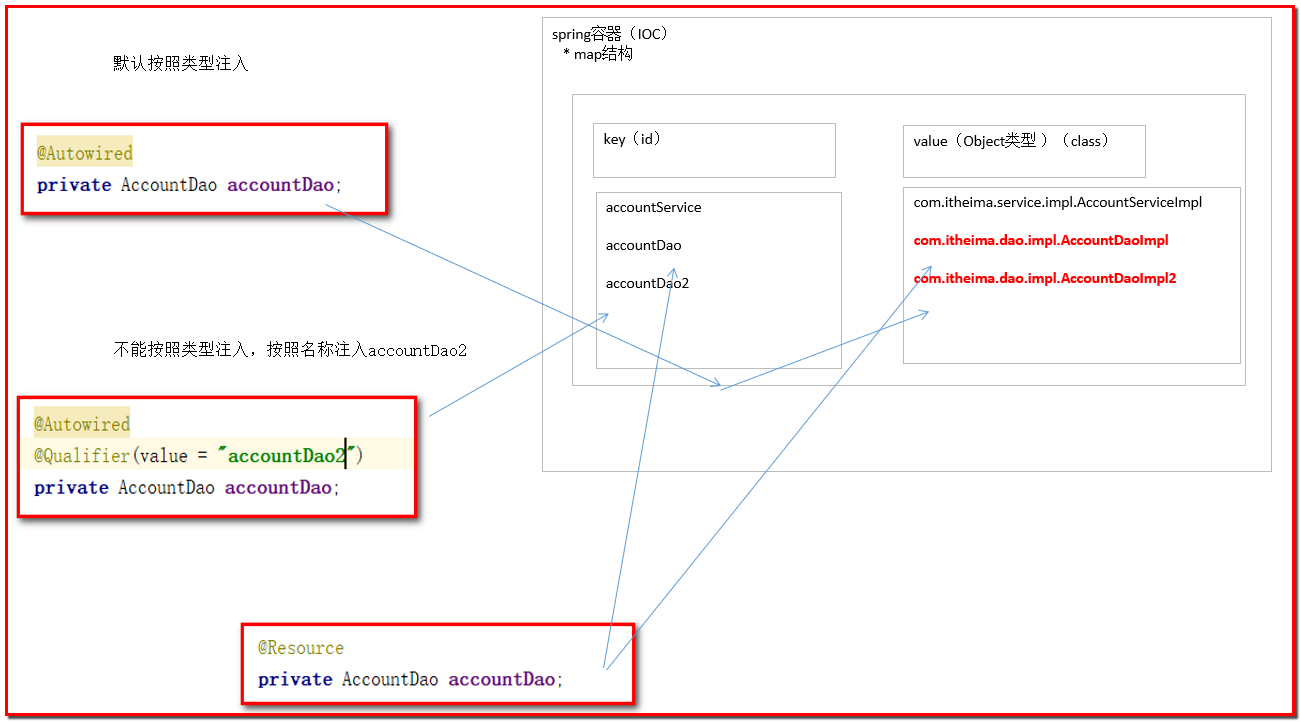 默认按照类型注入
@Autowired
private AccountDao accountDao;
不能按照类型注入，按照名称注入accountDao2
@Autowired
@Qualifier(value = "accountDao2")
private AccountDao accountDao;
@Resource
private AccountDao accountDao;
spring容器（IOC）
* map结构
key（id）
value（Object类型 ）（class）
accountService
accountDao
accountDao2
com.itheima.service.impl.AccountServiceImpl
com.itheima.dao.impl.AccountDaoImpl
com.itheima.dao.impl.AccountDaoImpl2